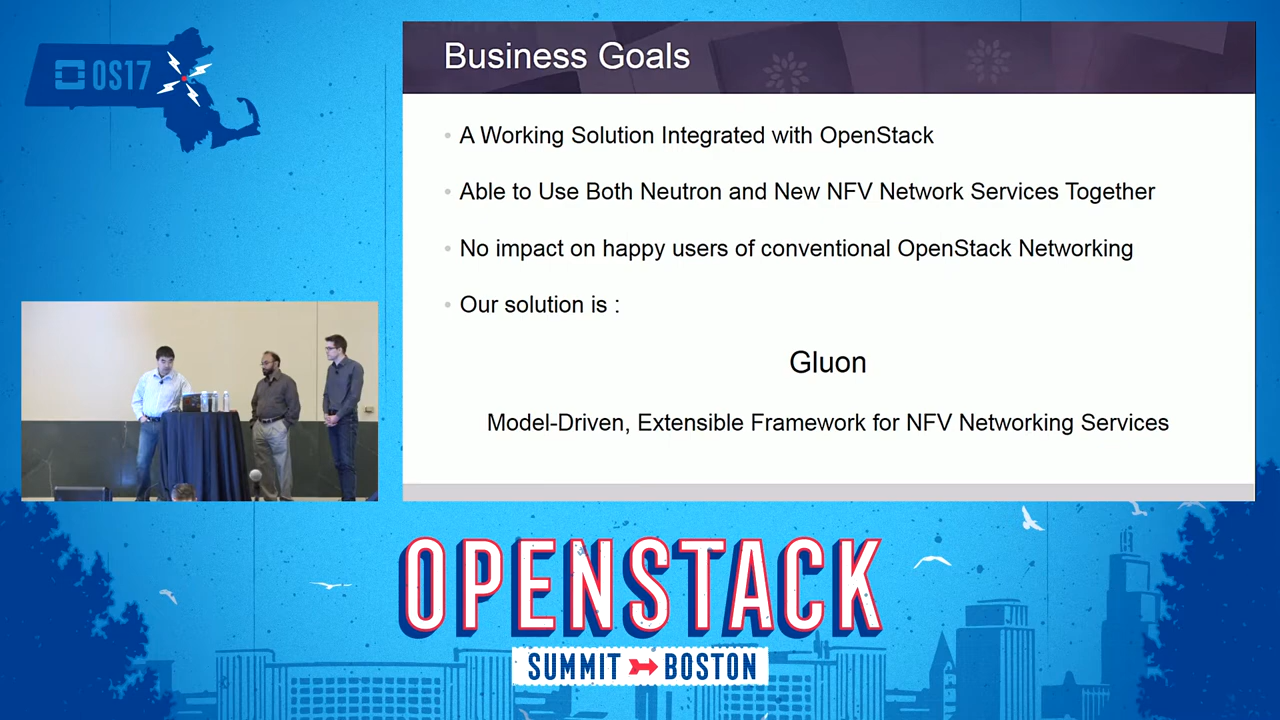 OS17
Business Goals
A Working Solution Integrated with OpenStack
Able to Use Both Neutron and New NFV Network Services Together
No impact on happy users of conventional OpenStack Networking
Our solution is :
Gluon
Model-Driven, Extensible Framework for NFV Networking Services
OPENSTACK
SUMMIT BOSTON